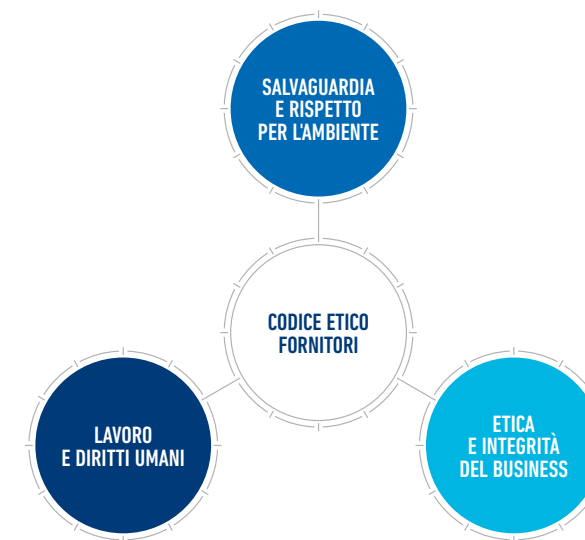 SALVAGUARDIA
E RISPETTO
PER L'AMBIENTE
CODICE ETICO
FORNITORI
LAVORO
E DIRITTI UMANI
ETICA
E INTEGRITÀ
DEL BUSINESS